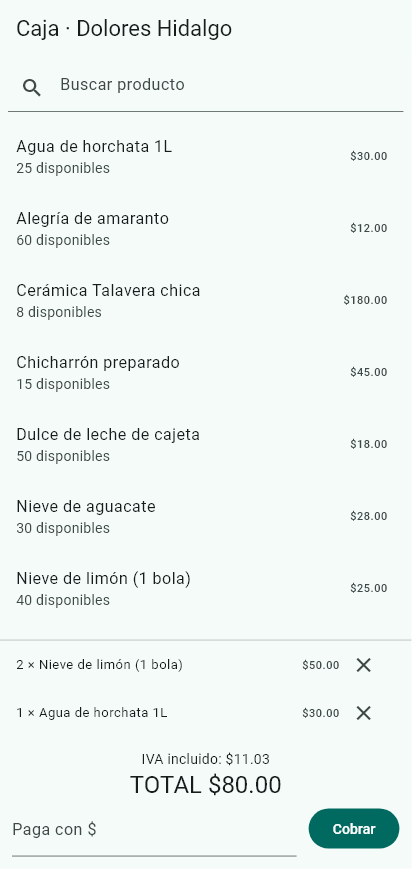 Caja · Dolores Hidalgo
Buscar producto
Agua de horchata 1L
25 disponibles
$30.00
Alegría de amaranto
60 disponibles
$12.00
Cerámica Talavera chica
8 disponibles
$180.00
Chicharrón preparado
15 disponibles
$45.00
Dulce de leche de cajeta
50 disponibles
$18.00
Nieve de aguacate
30 disponibles
$28.00
Nieve de limón (1 bola)
40 disponibles
$25.00
2 × Nieve de limón (1 bola) $50.00
1 × Agua de horchata 1L $30.00
IVA incluido: $11.03
TOTAL $80.00
Paga con $
Cobrar